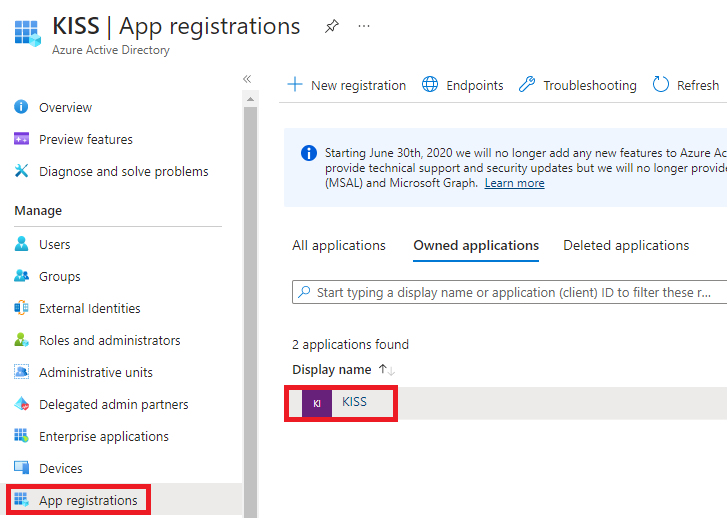 KISS | App registrations
Azure Active Directory
Overview
Preview features
Diagnose and solve problems
Manage
Users
Groups
External Identities
Roles and administrators
Administrative units
Delegated admin partners
Enterprise applications
Devices
App registrations
New registration Endpoints Troubleshooting Refresh
Starting June 30th, 2020 we will no longer add any new features to Azure Ac
provide technical support and security updates but we will no longer provide
(MSAL) and Microsoft Graph. Learn more
All applications Owned applications Deleted applications
Start typing a display name or application (client) ID to filter these r...
2 applications found
Display name
KI KISS